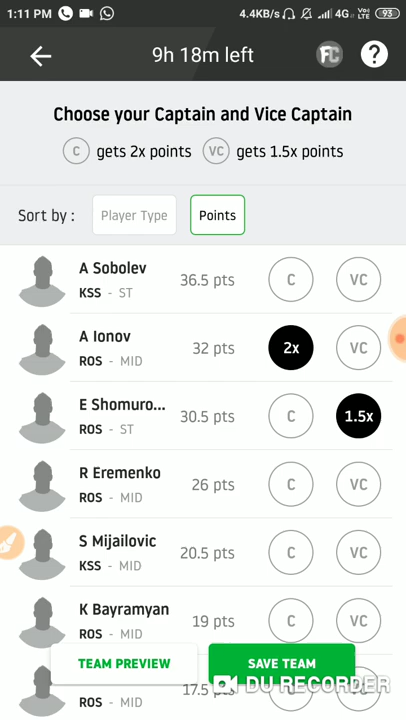 1:11 PM 4.4KB/s 4G Vo) LTE 93
9h 18m left FC ?
Choose your Captain and Vice Captain
C gets 2x points VC gets 1.5x points
Sort by : Player Type Points
A Sobolev
KSS - ST 36.5 pts C VC
A Ionov
ROS - MID 32 pts 2x VC
E Shomuro...
ROS - ST 30.5 pts C 1.5x
R Eremenko
ROS - MID 26 pts C VC
S Mijailovic
KSS - MID 20.5 pts C VC
K Bayramyan
ROS - MID 19 pts C VC
TEAM PREVIEW SAVE TEAM
DU RECORDER
ROS - MID 17.5